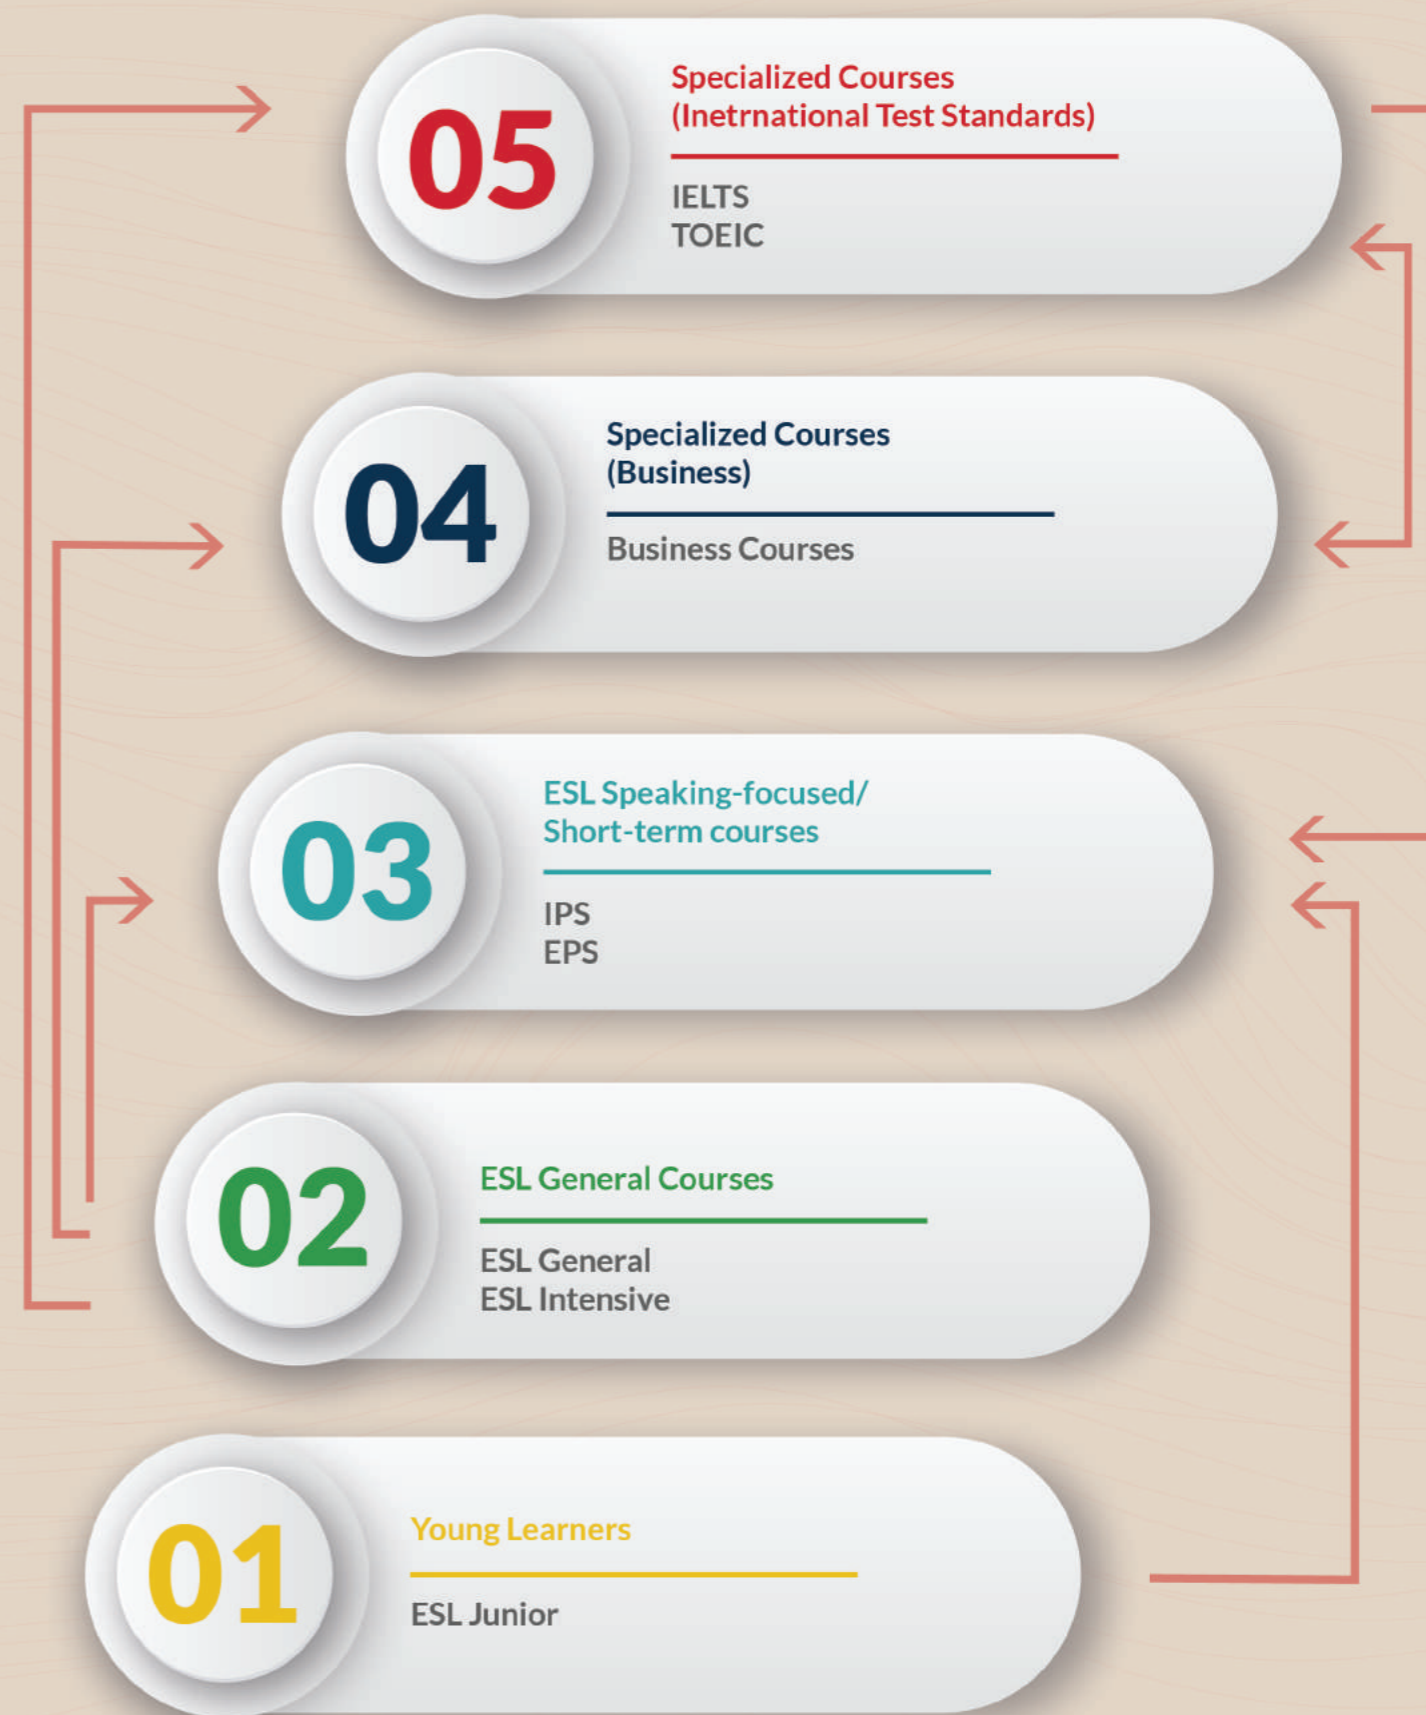 05
Specialized Courses
(Inetrnational Test Standards)
IELTS
TOEIC
04
Specialized Courses
(Business)
Business Courses
03
ESL Speaking-focused/
Short-term courses
IPS
EPS
02
ESL General Courses
ESL General
ESL Intensive
01
Young Learners
ESL Junior